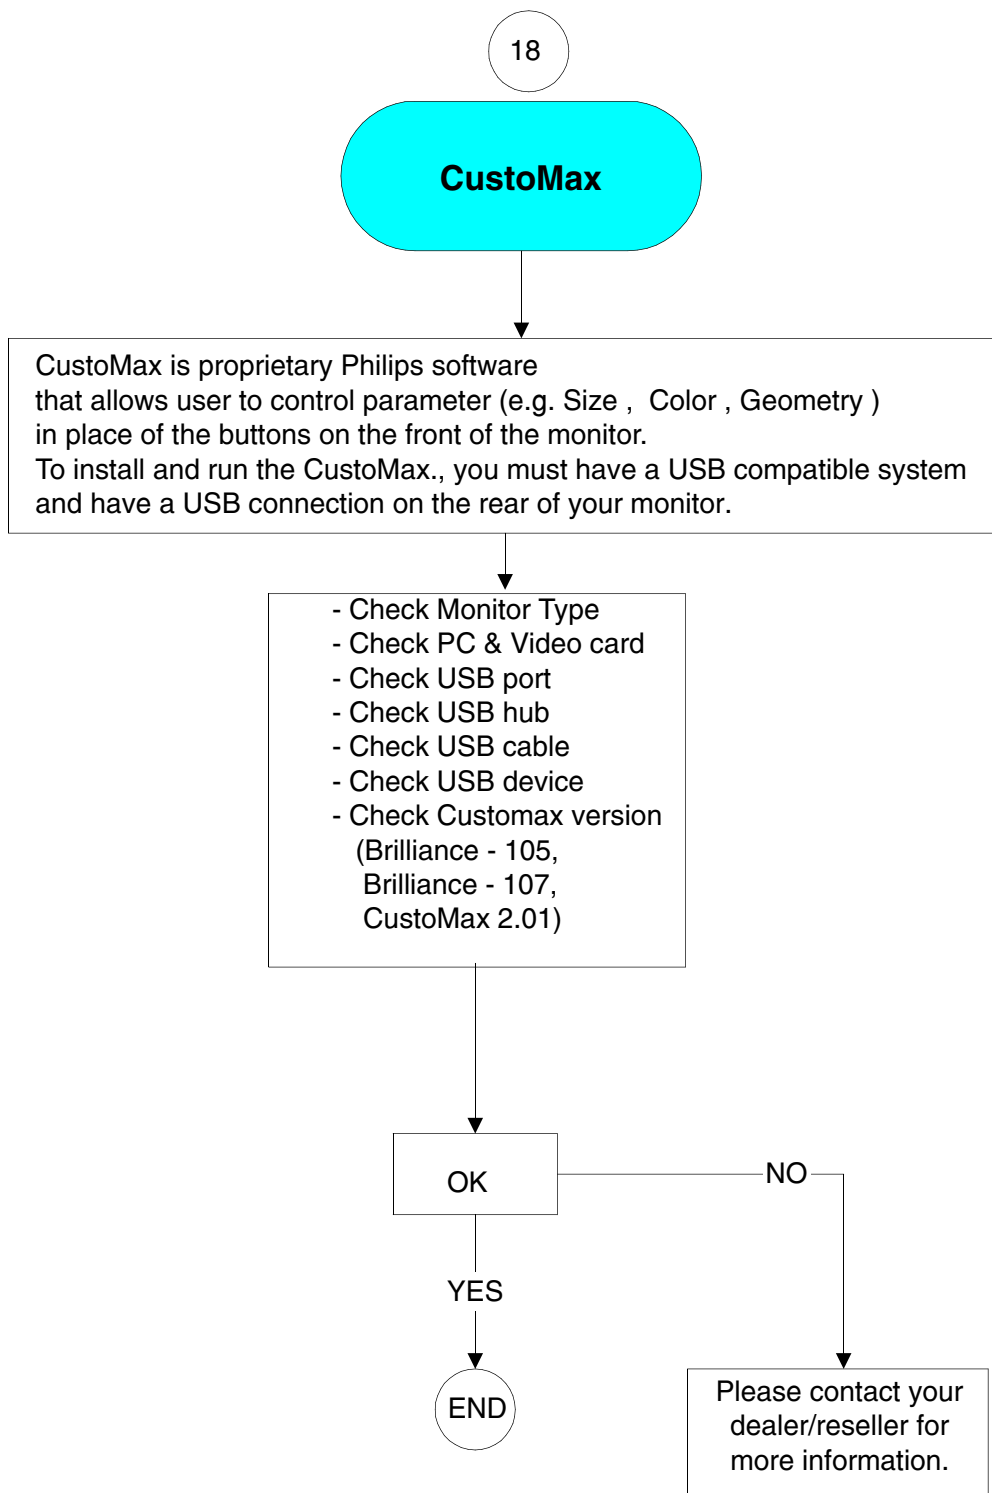 18
CustoMax
CustoMax is proprietary Philips software
that allows user to control parameter (e.g. Size , Color , Geometry )
in place of the buttons on the front of the monitor.
To install and run the CustoMax., you must have a USB compatible system
and have a USB connection on the rear of your monitor.
- Check Monitor Type
- Check PC & Video card
- Check USB port
- Check USB hub
- Check USB cable
- Check USB device
- Check Customax version
(Brilliance - 105,
Brilliance - 107,
CustoMax 2.01)
OK
NO
YES
END
Please contact your
dealer/reseller for
more information.